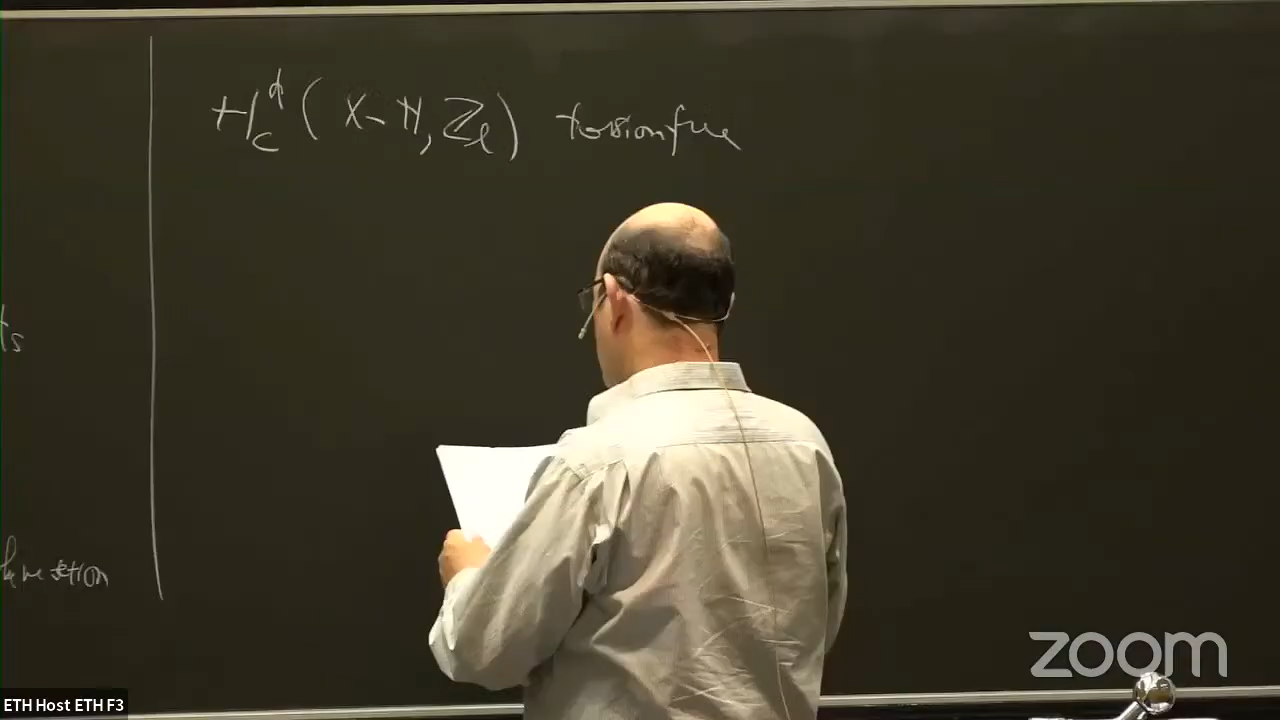 H_c^d ( X - H, ℤ_ℓ ) torsionfree
ts
zoom
ETH Host ETH F3